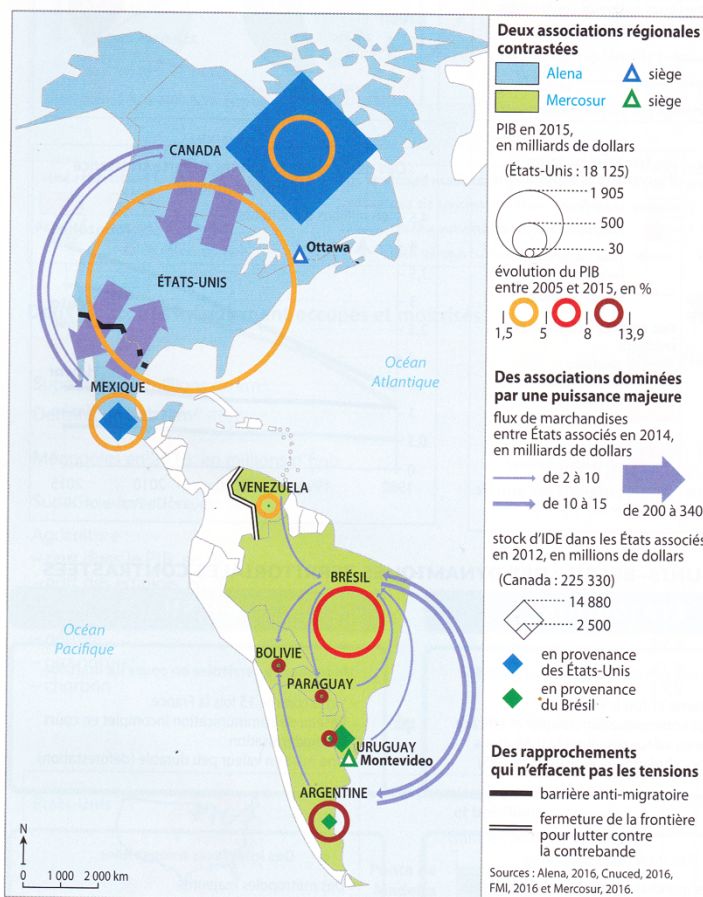 CANADA
Ottawa
ÉTATS-UNIS
Océan
Atlantique
MEXIQUE
VENEZUELA
BRÉSIL
Océan
Pacifique
BOLIVIE
PARAGUAY
URUGUAY
Montevideo
ARGENTINE
N
0 1 000 2 000 km
Deux associations régionales
contrastées
Alena siège
Mercosur siège
PIB en 2015,
en milliards de dollars
(États-Unis : 18 125)
1 905
500
30
évolution du PIB
entre 2005 et 2015, en %
1,5 5 8 13,9
Des associations dominées
par une puissance majeure
flux de marchandises
entre États associés en 2014,
en milliards de dollars
de 2 à 10
de 10 à 15
de 200 à 340
stock d'IDE dans les États associés
en 2012, en millions de dollars
(Canada : 225 330)
14 880
2 500
en provenance
des États-Unis
en provenance
du Brésil
Des rapprochements
qui n'effacent pas les tensions
barrière anti-migratoire
fermeture de la frontière
pour lutter contre
la contrebande
Sources : Alena, 2016, Cnuced, 2016,
FMI, 2016 et Mercosur, 2016.